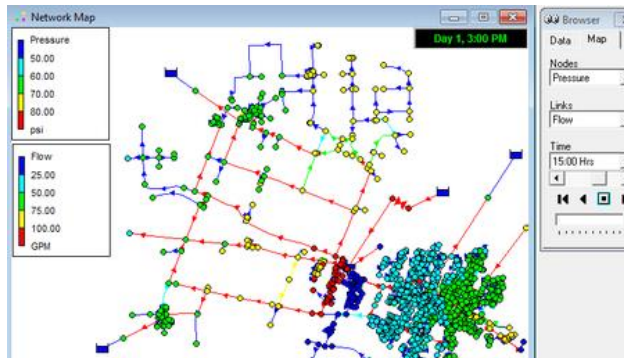 Network Map
Day 1, 3:00 PM
Pressure
50.00
60.00
70.00
80.00
psi
Flow
25.00
50.00
75.00
100.00
GPM
Browser
Data Map
Nodes
Pressure
Links
Flow
Time
15:00 Hrs